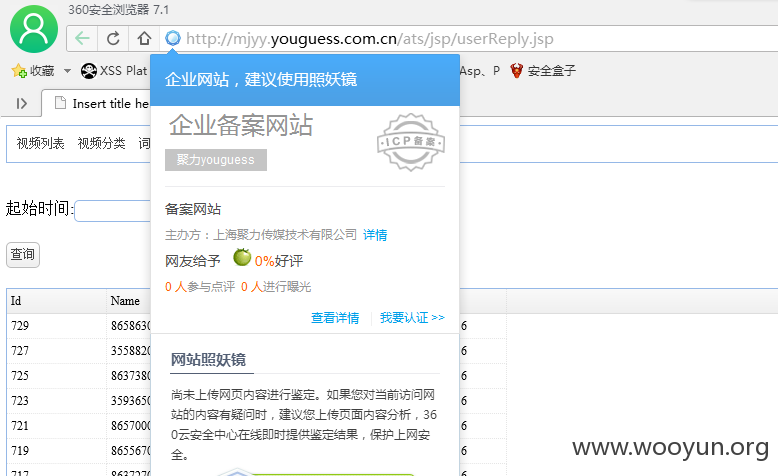 360安全浏览器 7.1
http://mjyy.youguess.com.cn/ats/jsp/userReply.jsp
收藏 XSS Plat Asp、P 安全盒子
企业网站，建议使用照妖镜
Insert title he
企业备案网站
ICP备案
聚力youguess
视频列表 视频分类 词
备案网站
起始时间:
主办方：上海聚力传媒技术有限公司 详情
网友给予 0%好评
查询
0 人参与点评 0 人进行曝光
Id Name
查看详情 我要认证 >>
729 8658630 6
727 3558820 6
网站照妖镜
725 8637380 6
尚未上传网页内容进行鉴定。如果您对当前访问网
723 3593650 6
站的内容有疑问时，建议您上传页面内容分析，36
721 8657000 6
0云安全中心在线即时提供鉴定结果，保护上网安
全。
719 8655670 6
www.wooyun.org